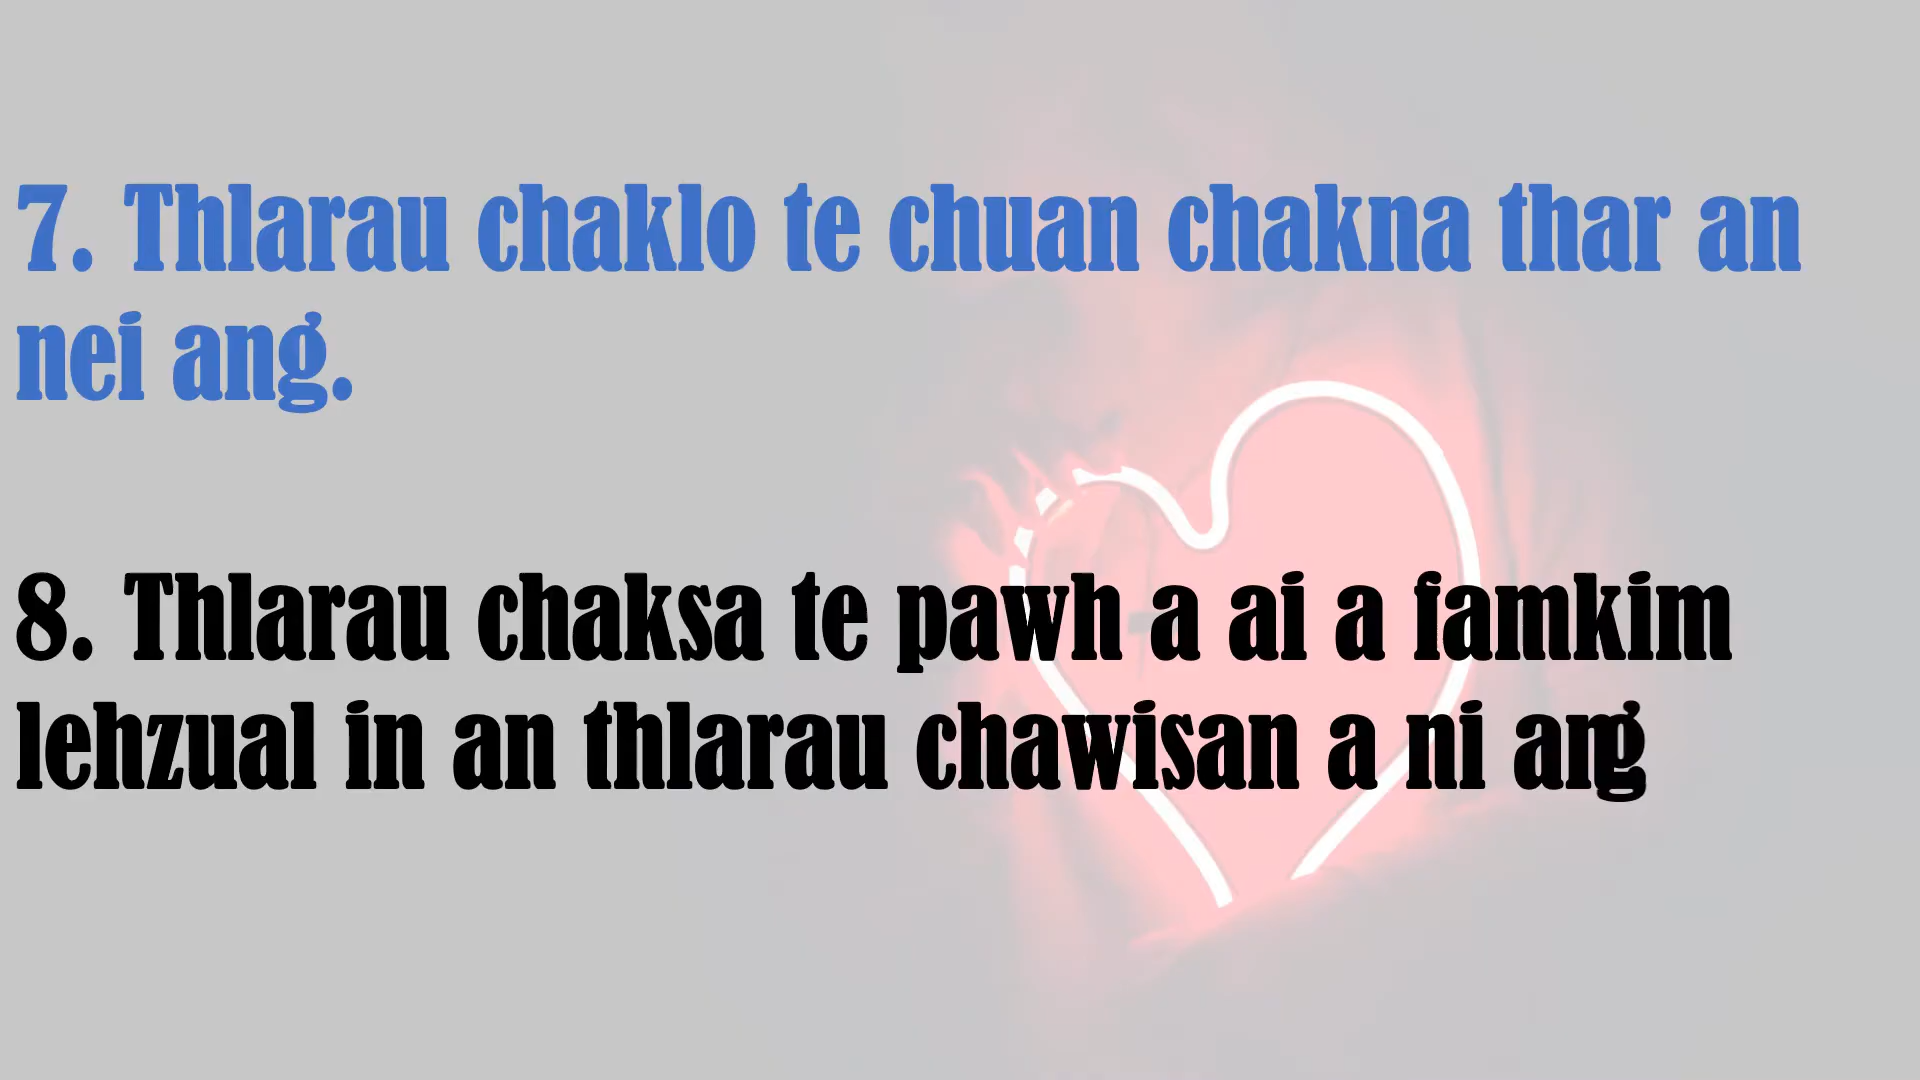 7. Thlarau chaklo te chuan chakna thar an
nei ang.
8. Thlarau chaksa te pawh a ai a famkim
lehzual in an thlarau chawisan a ni ang